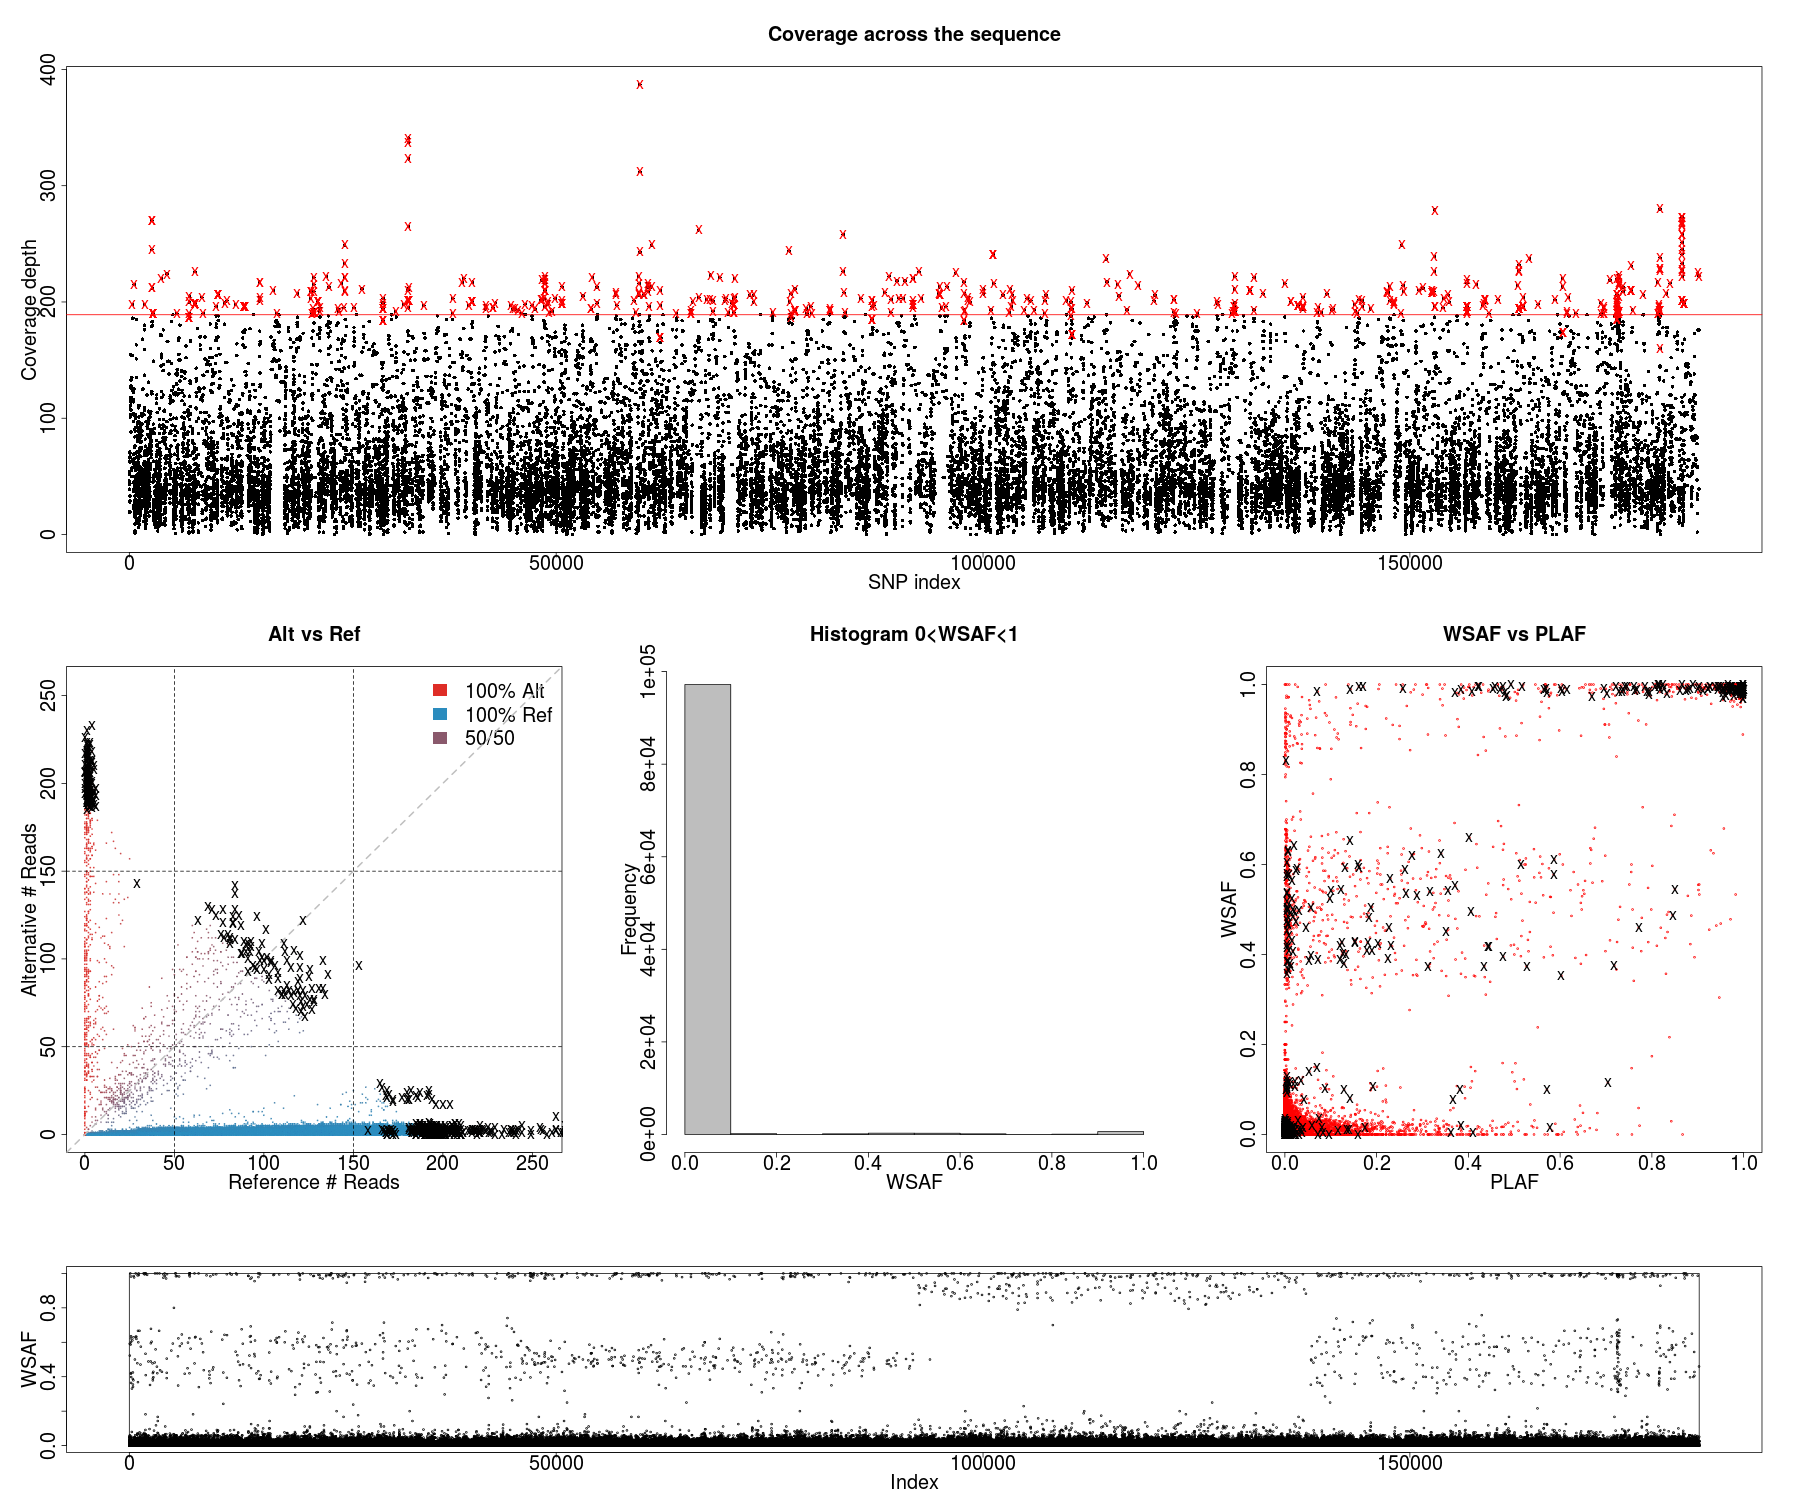 Coverage across the sequence
Coverage depth
0
100
200
300
400
0
50000
100000
150000
SNP index
Alt vs Ref
Alternative # Reads
0
50
100
150
200
250
100% Alt
100% Ref
50/50
0
50
100
150
200
250
Reference # Reads
Histogram 0<WSAF<1
Frequency
0e+00
2e+04
4e+04
6e+04
8e+04
1e+05
0.0
0.2
0.4
0.6
0.8
1.0
WSAF
WSAF vs PLAF
WSAF
0.0
0.2
0.4
0.6
0.8
1.0
0.0
0.2
0.4
0.6
0.8
1.0
PLAF
WSAF
0.0
0.4
0.8
0
50000
100000
150000
Index